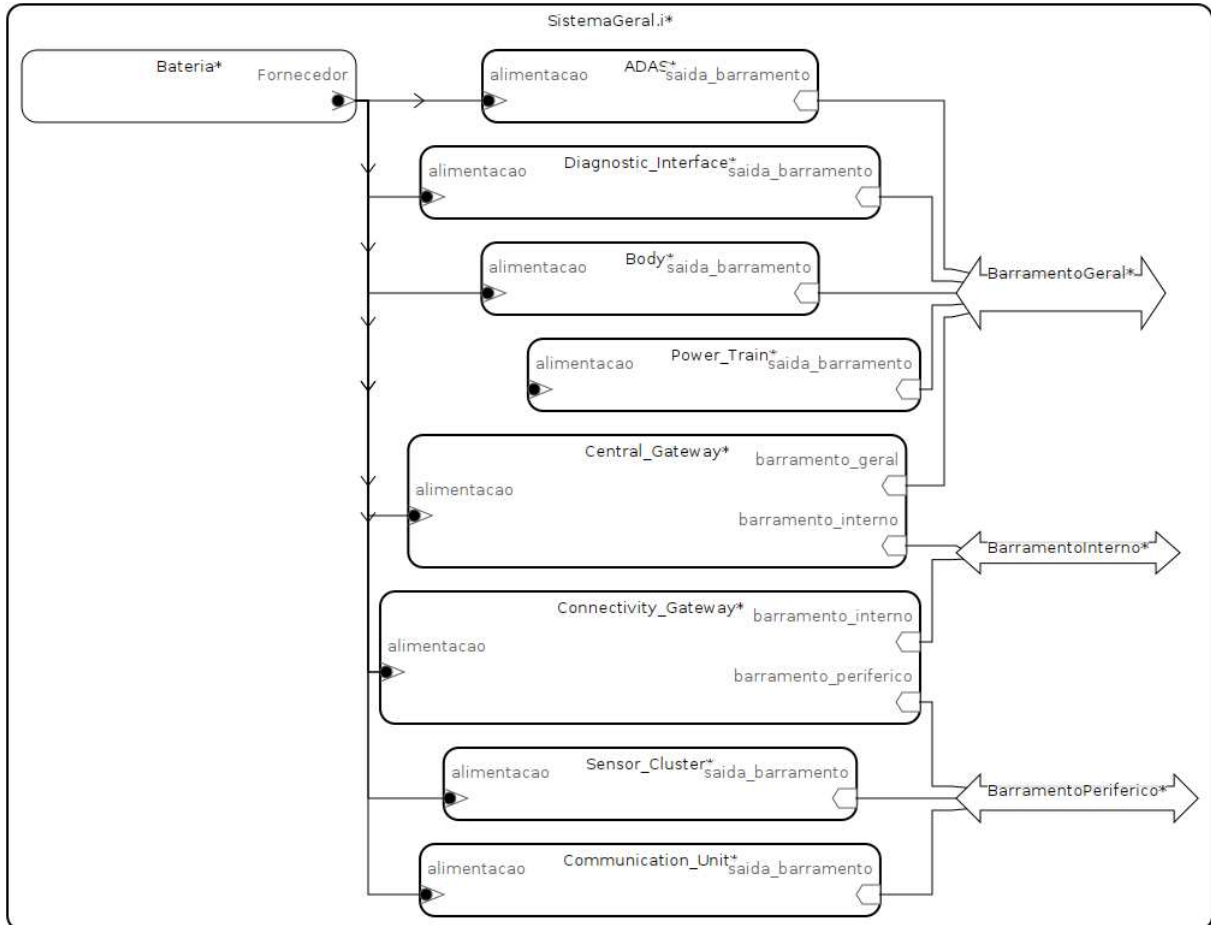 SistemaGeral.i*
Bateria*
Fornecedor
ADAS*
alimentacao
saida_barramento
Diagnostic_Interface*
alimentacao
saida_barramento
Body*
alimentacao
saida_barramento
BarramentoGeral*
Power_Train*
alimentacao
saida_barramento
Central_Gateway*
barramento_geral
alimentacao
barramento_interno
BarramentoInterno*
Connectivity_Gateway*
barramento_interno
alimentacao
barramento_periferico
Sensor_Cluster*
alimentacao
saida_barramento
BarramentoPeriferico*
Communication_Unit*
alimentacao
saida_barramento